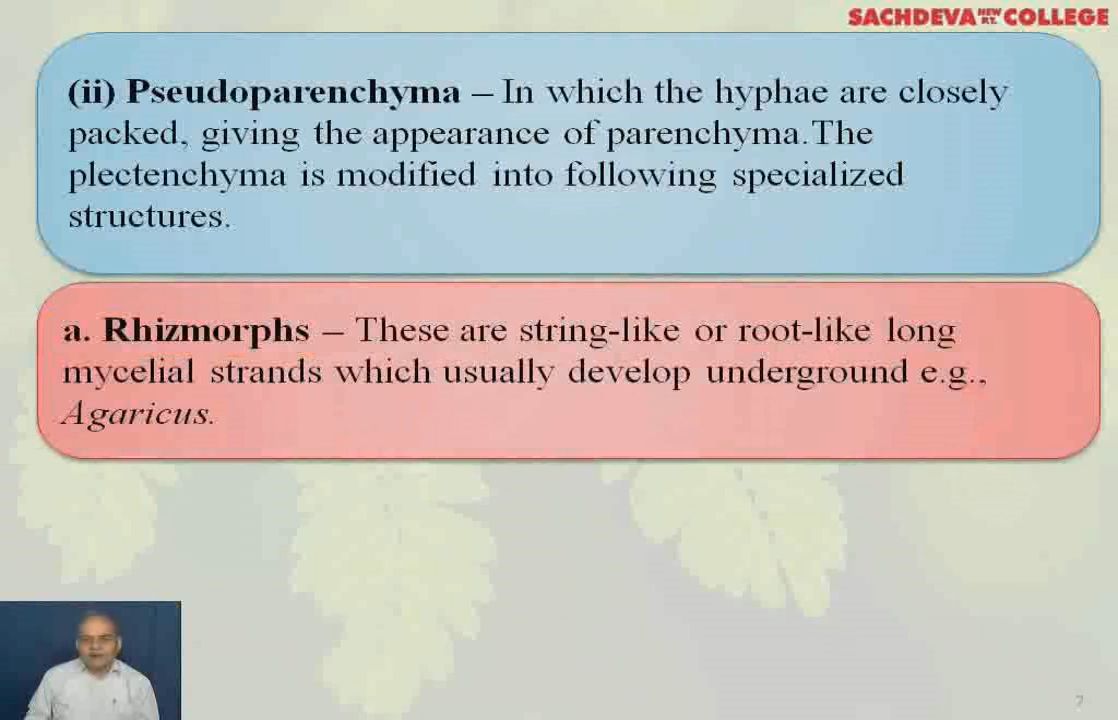 SACHDEVA NEW P.T. COLLEGE
(ii) Pseudoparenchyma – In which the hyphae are closely
packed, giving the appearance of parenchyma.The
plectenchyma is modified into following specialized
structures.
a. Rhizmorphs – These are string-like or root-like long
mycelial strands which usually develop underground e.g.,
Agaricus.
7